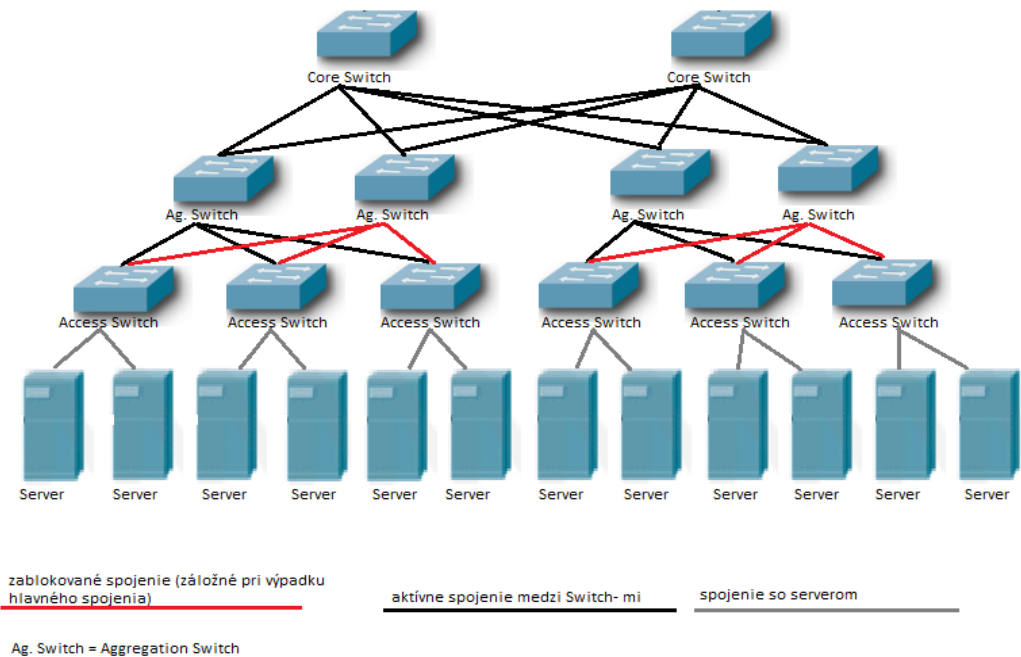 Core Switch
Core Switch
Ag. Switch
Ag. Switch
Ag. Switch
Ag. Switch
Access Switch
Access Switch
Access Switch
Access Switch
Access Switch
Access Switch
Server
Server
Server
Server
Server
Server
Server
Server
Server
Server
Server
Server
zablokované spojenie (záložné pri výpadku
hlavného spojenia)
aktívne spojenie medzi Switch- mi
spojenie so serverom
Ag. Switch = Aggregation Switch